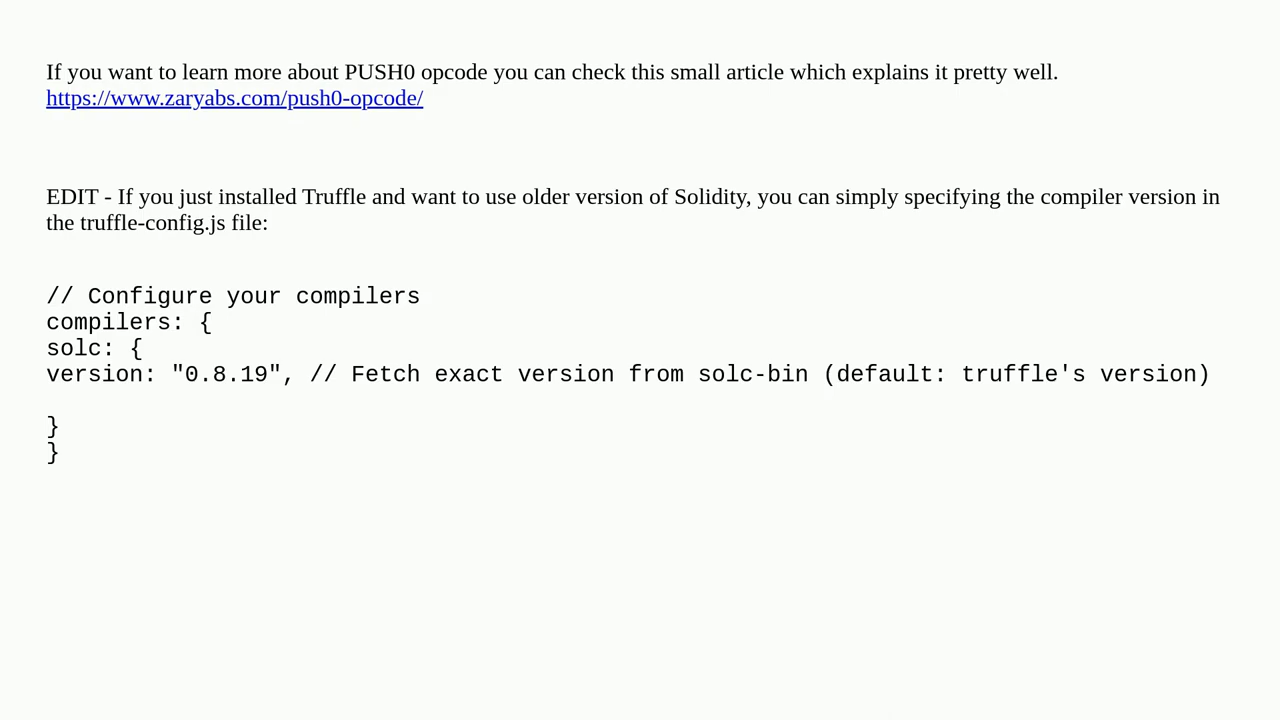 If you want to learn more about PUSH0 opcode you can check this small article which explains it pretty well.
https://www.zaryabs.com/push0-opcode/
EDIT - If you just installed Truffle and want to use older version of Solidity, you can simply specifying the compiler version in
the truffle-config.js file:
// Configure your compilers
compilers: {
solc: {
version: "0.8.19", // Fetch exact version from solc-bin (default: truffle's version)
}
}